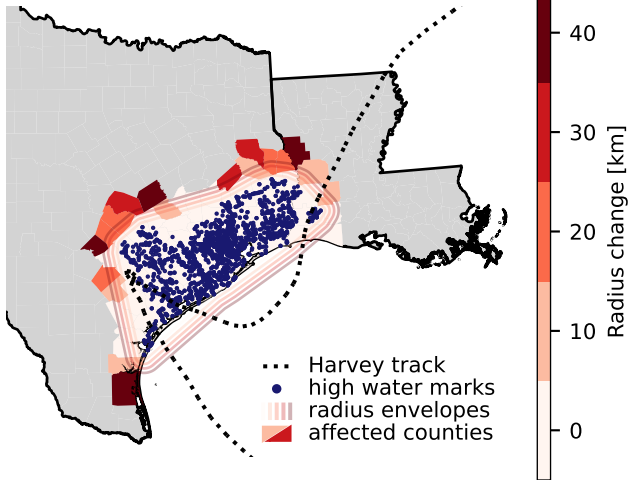 Harvey track
high water marks
radius envelopes
affected counties
40
30
20
10
0
Radius change [km]